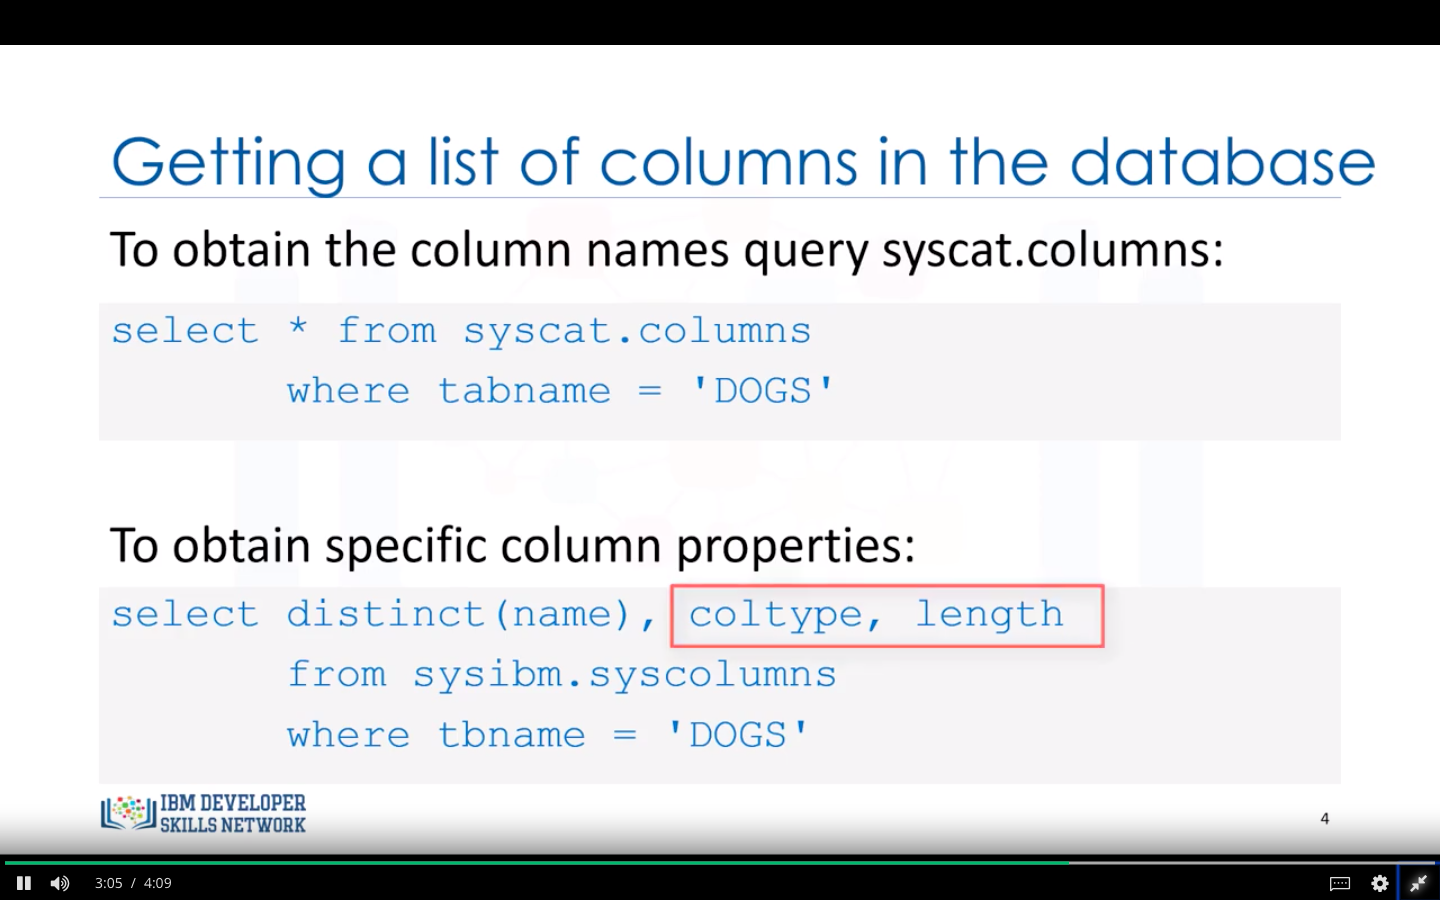 Getting a list of columns in the database
To obtain the column names query syscat.columns:
select * from syscat.columns
where tabname = 'DOGS'
To obtain specific column properties:
select distinct(name), coltype, length
from sysibm.syscolumns
where tbname = 'DOGS'
IBM DEVELOPER
SKILLS NETWORK
4
3:05 / 4:09